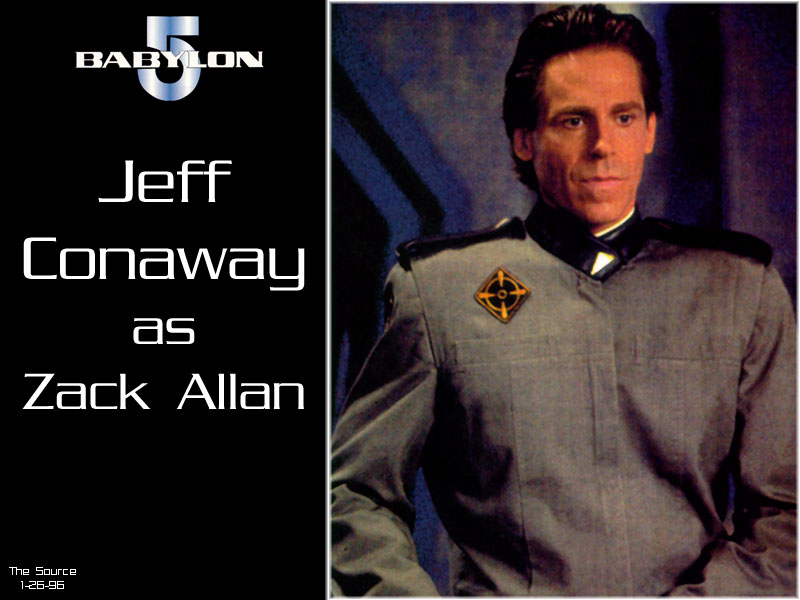 BABYLON
5
Jeff
Conaway
as
Zack Allan
The Source
1-26-96